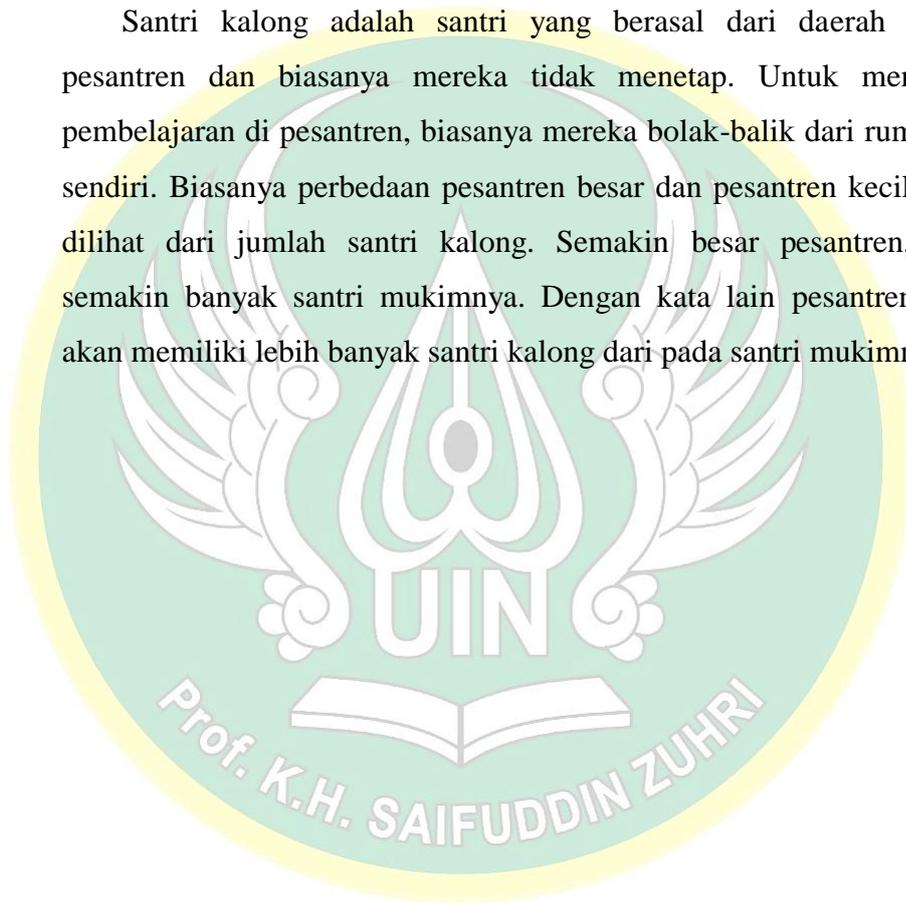 Santri kalong adalah santri yang berasal dari daerah
pesantren dan biasanya mereka tidak menetap. Untuk
pembelajaran di pesantren, biasanya mereka bolak-balik dari
sendiri. Biasanya perbedaan pesantren besar dan pesantren kecil
dilihat dari jumlah santri kalong. Semakin besar pesantren,
semakin banyak santri mukimnya. Dengan kata lain pesantren
akan memiliki lebih banyak santri kalong dari pada santri
UIN
Prof. K.H. SAIFUDDIN ZUHRI